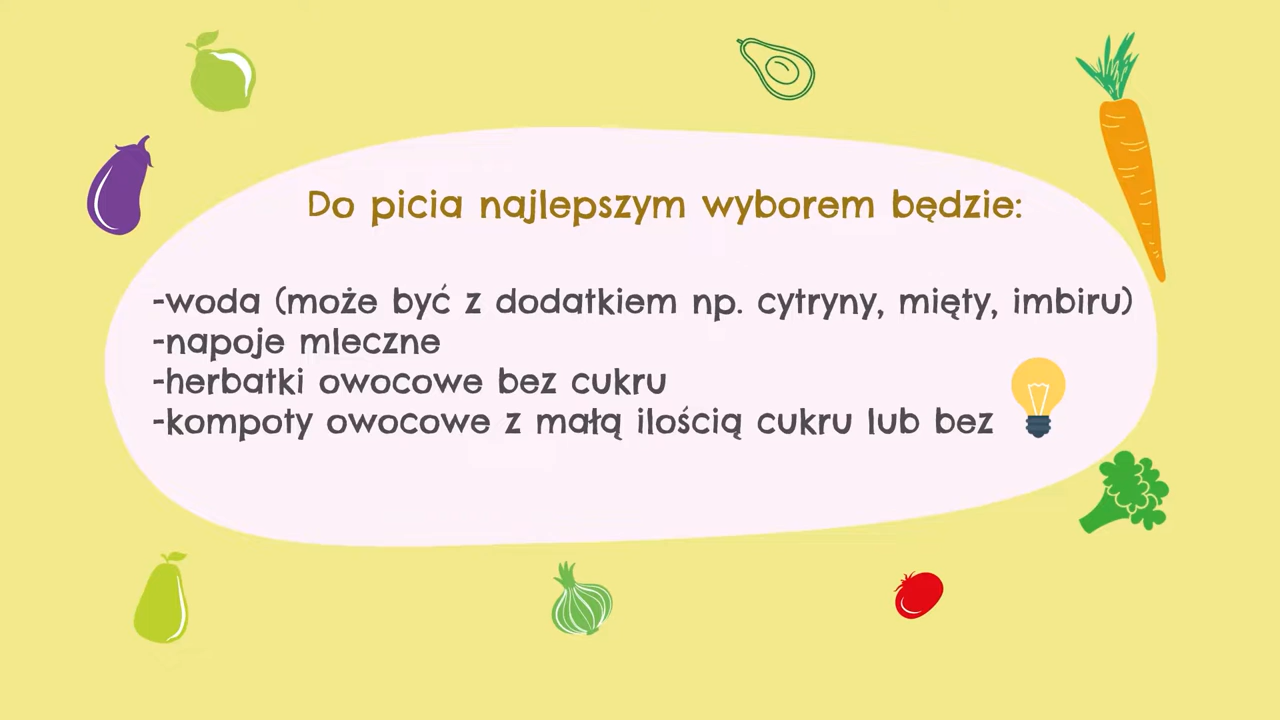 Do picia najlepszym wyborem będzie:
-woda (może być z dodatkiem np. cytryny, mięty, imbiru)
-napoje mleczne
-herbatki owocowe bez cukru
-kompoty owocowe z małą ilością cukru lub bez